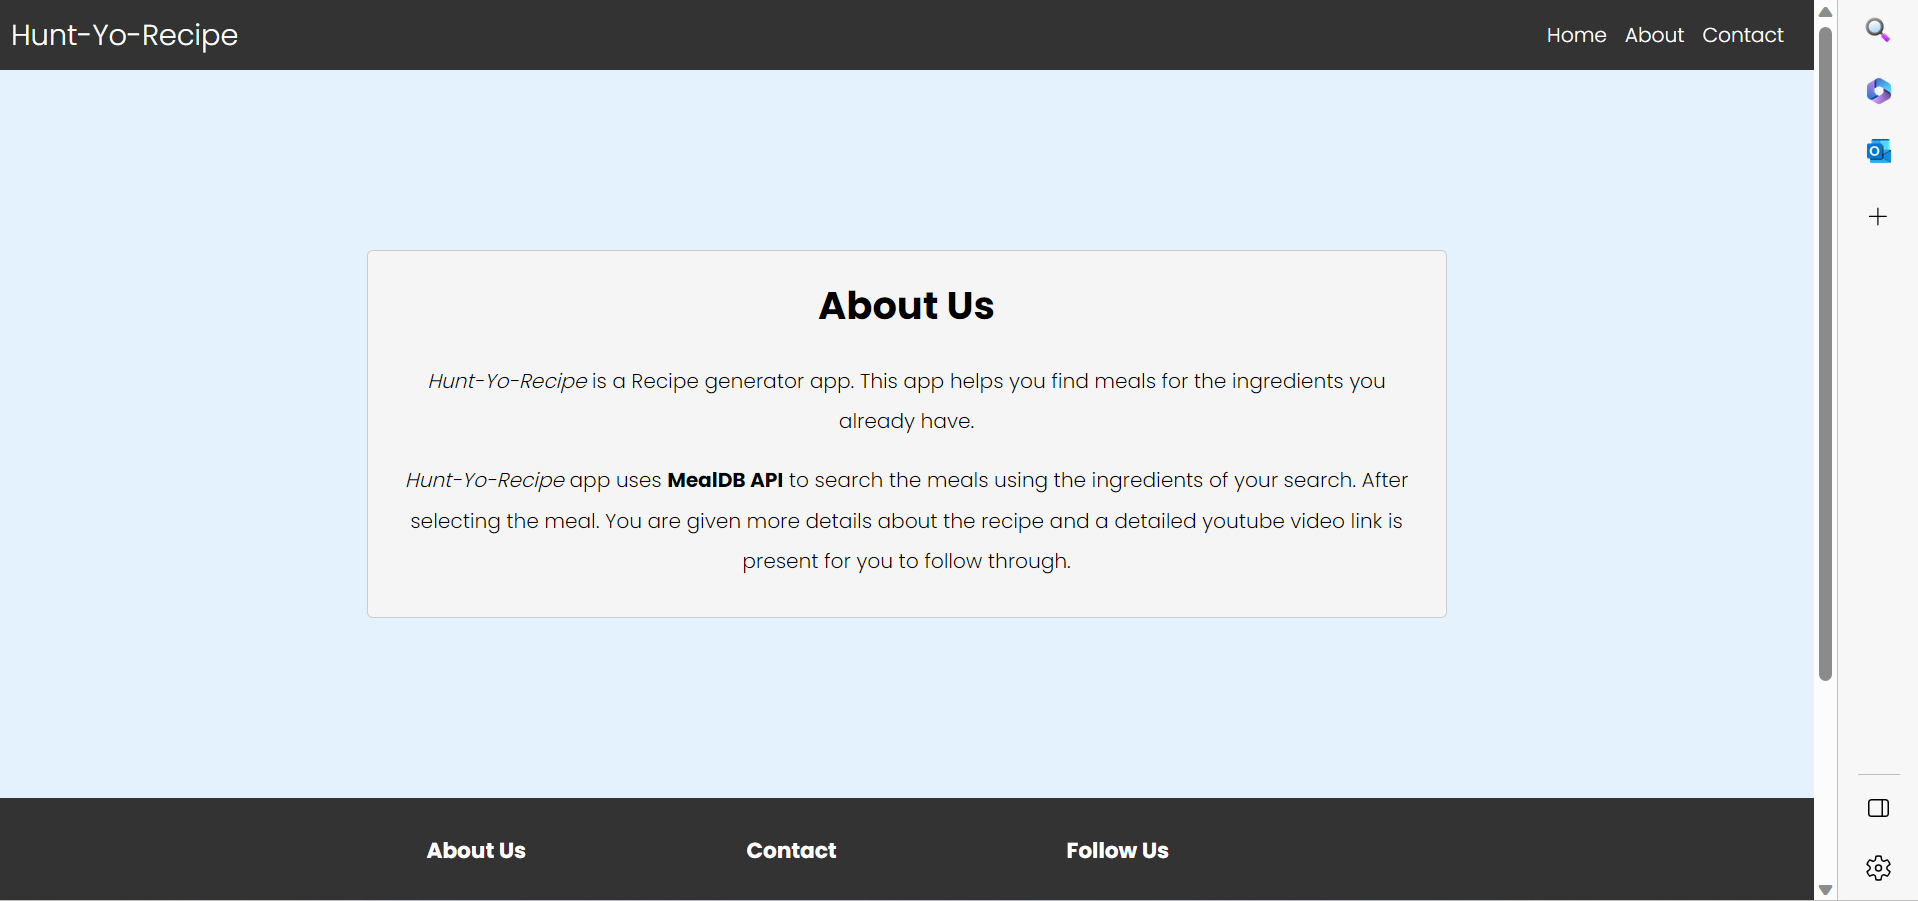 Hunt-Yo-Recipe
Home About Contact
About Us
Hunt-Yo-Recipe is a Recipe generator app. This app helps you find meals for the ingredients you
already have.
Hunt-Yo-Recipe app uses MealDB API to search the meals using the ingredients of your search. After
selecting the meal. You are given more details about the recipe and a detailed youtube video link is
present for you to follow through.
About Us Contact Follow Us